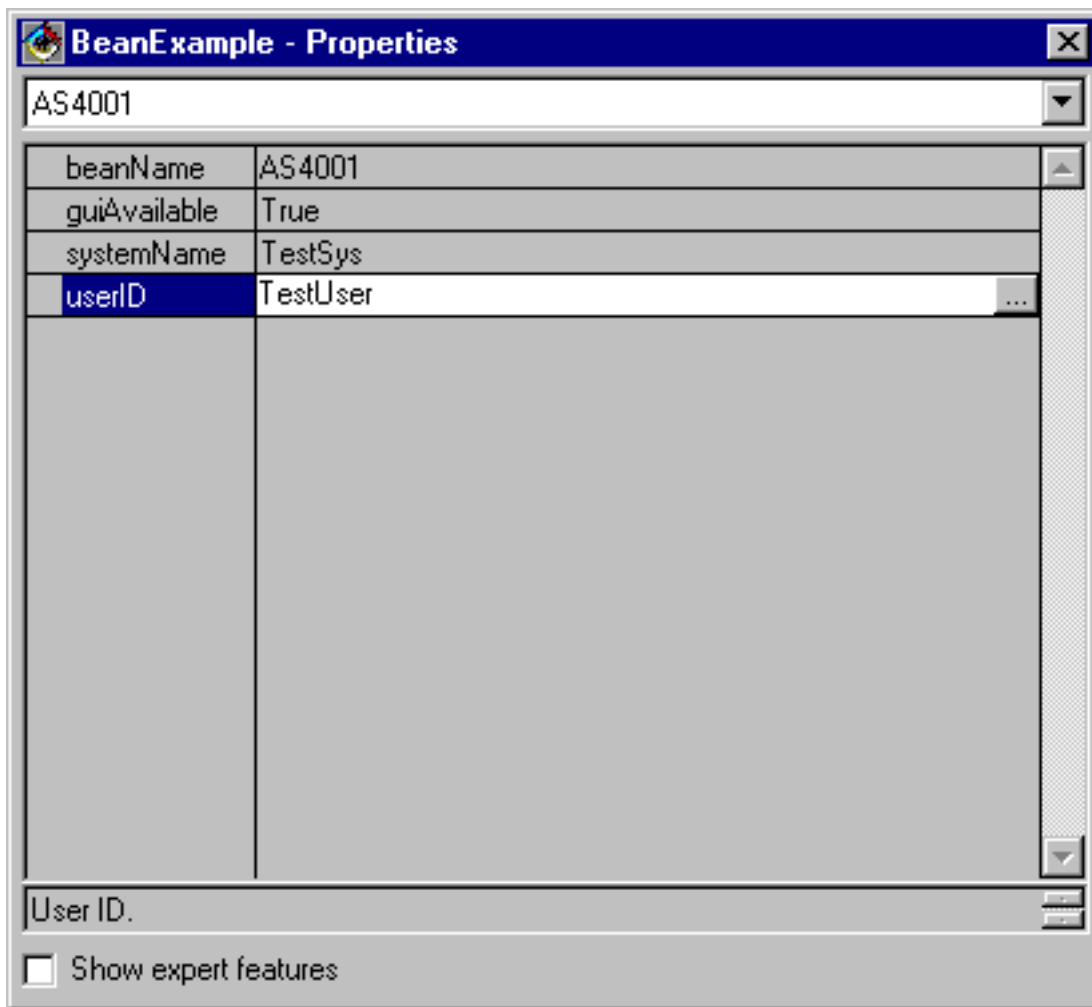 BeanExample - Properties
AS4001
beanName AS4001
guiAvailable True
systemName TestSys
userID TestUser ...
User ID.
Show expert features